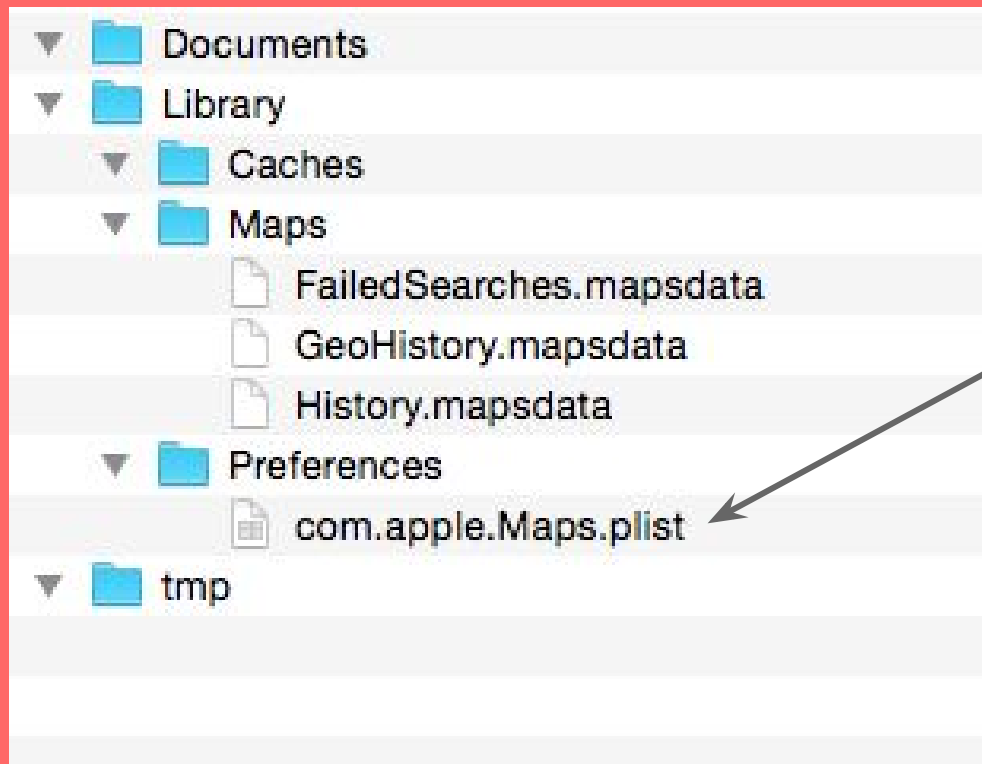 Documents
Library
Caches
Maps
FailedSearches.mapsdata
GeoHistory.mapsdata
History.mapsdata
Preferences
com.apple.Maps.plist
tmp